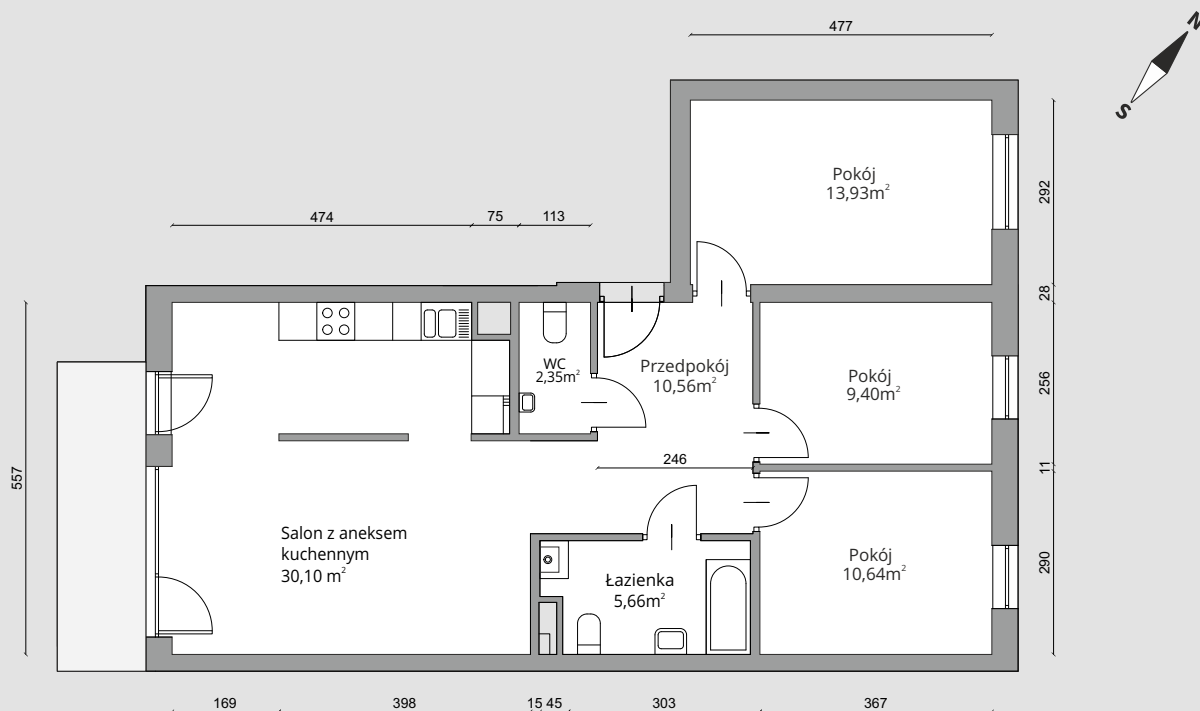 477
N
S
Pokój
13,93m²
292
474
75
113
28
WC
2,35m²
Przedpokój
10,56m²
Pokój
9,40m²
256
246
11
557
Salon z aneksem
kuchennym
30,10 m²
Łazienka
5,66m²
Pokój
10,64m²
290
169
398
15
45
303
367